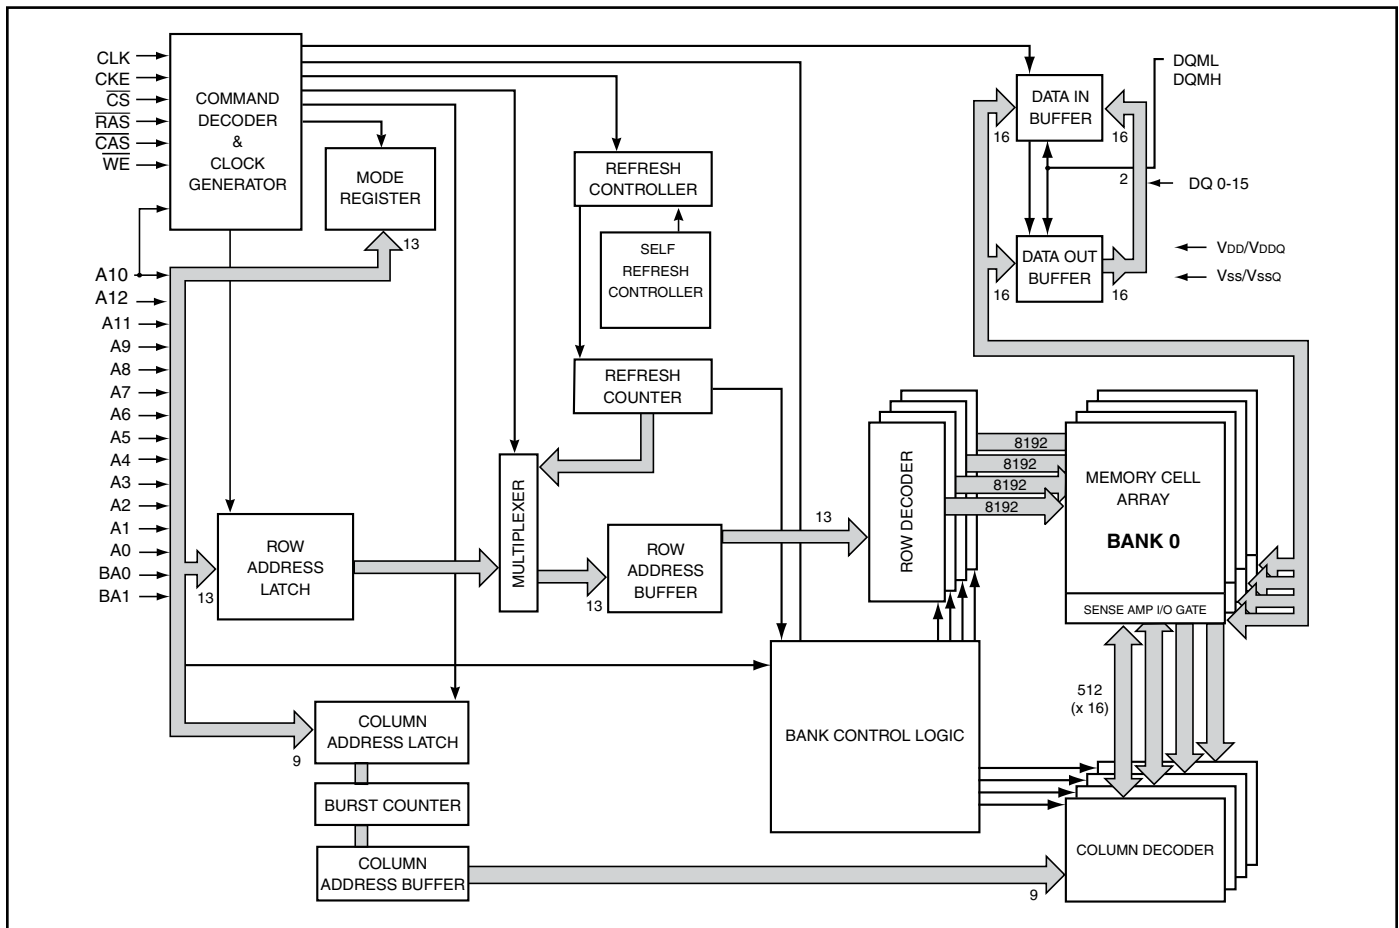 CLK
CKE
CS
RAS
CAS
WE
A10
A12
A11
A9
A8
A7
A6
A5
A4
A3
A2
A1
A0
BA0
BA1
COMMAND
DECODER
&
CLOCK
GENERATOR
MODE
REGISTER
13
REFRESH
CONTROLLER
SELF
REFRESH
CONTROLLER
REFRESH
COUNTER
DATA IN
BUFFER
16
16
DQML
DQMH
2
DQ 0-15
DATA OUT
BUFFER
16
16
VDD/VDDQ
Vss/VssQ
13
ROW
ADDRESS
LATCH
MULTIPLEXER
13
ROW
ADDRESS
BUFFER
13
ROW DECODER
8192
8192
8192
8192
MEMORY CELL
ARRAY
BANK 0
SENSE AMP I/O GATE
512
(x 16)
BANK CONTROL LOGIC
9
COLUMN
ADDRESS LATCH
BURST COUNTER
COLUMN
ADDRESS BUFFER
9
COLUMN DECODER